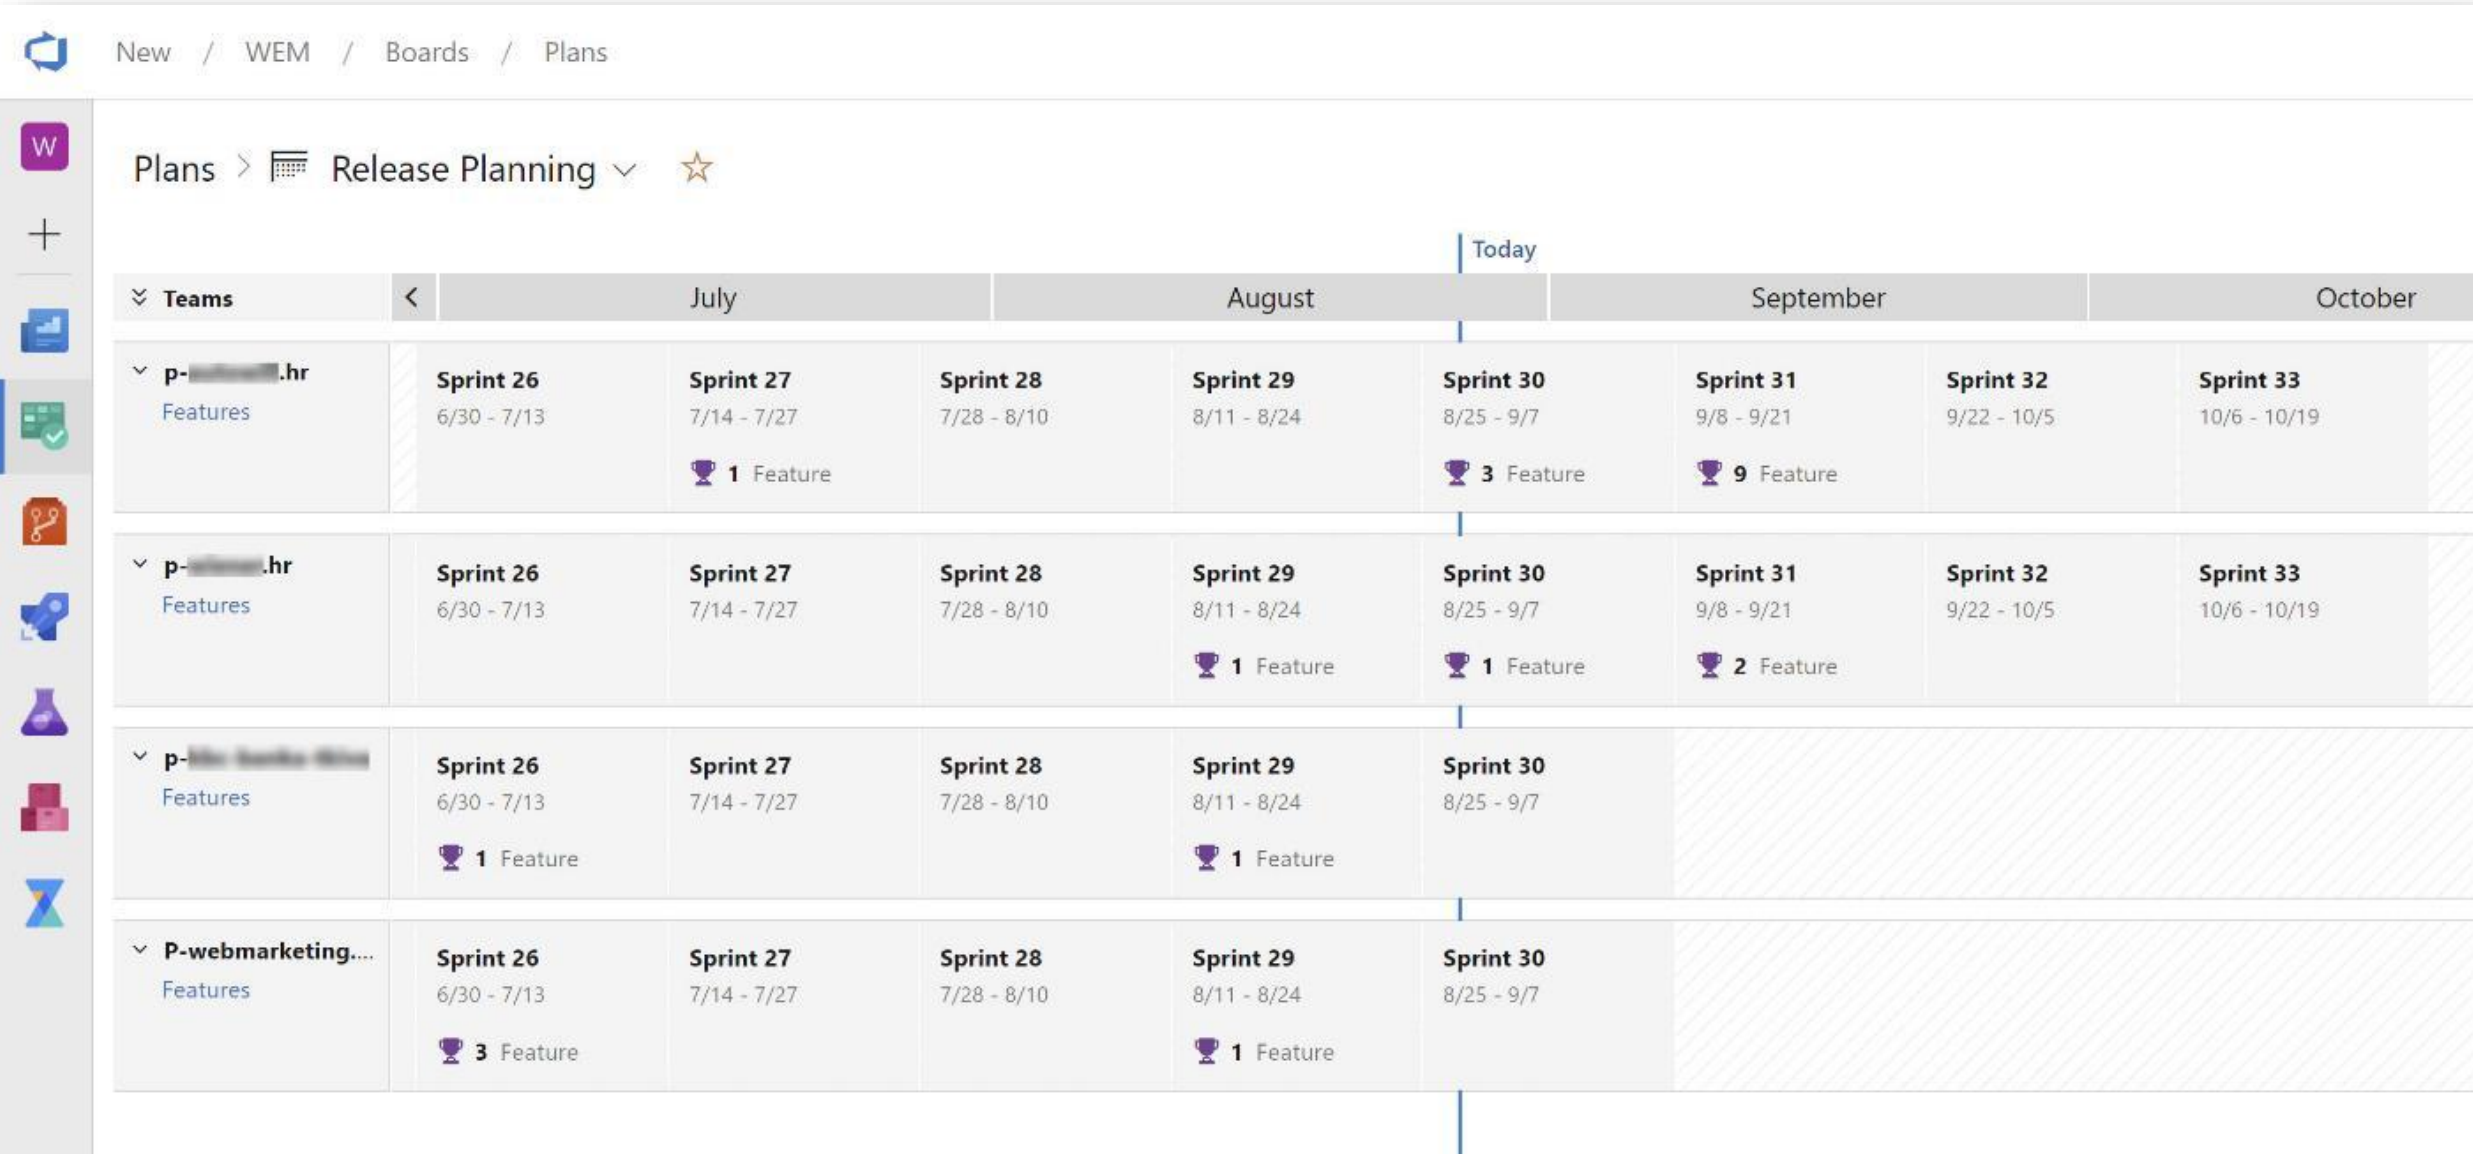 New / WEM / Boards / Plans
W
Plans > Release Planning
Today
Teams < July August September October
p- .hr
Features
Sprint 26 Sprint 27 Sprint 28 Sprint 29 Sprint 30 Sprint 31 Sprint 32 Sprint 33
6/30 - 7/13 7/14 - 7/27 7/28 - 8/10 8/11 - 8/24 8/25 - 9/7 9/8 - 9/21 9/22 - 10/5 10/6 - 10/19
1 Feature 3 Feature 9 Feature
p- .hr
Features
Sprint 26 Sprint 27 Sprint 28 Sprint 29 Sprint 30 Sprint 31 Sprint 32 Sprint 33
6/30 - 7/13 7/14 - 7/27 7/28 - 8/10 8/11 - 8/24 8/25 - 9/7 9/8 - 9/21 9/22 - 10/5 10/6 - 10/19
1 Feature 1 Feature 2 Feature
p-
Features
Sprint 26 Sprint 27 Sprint 28 Sprint 29 Sprint 30
6/30 - 7/13 7/14 - 7/27 7/28 - 8/10 8/11 - 8/24 8/25 - 9/7
1 Feature 1 Feature
P-webmarketing....
Features
Sprint 26 Sprint 27 Sprint 28 Sprint 29 Sprint 30
6/30 - 7/13 7/14 - 7/27 7/28 - 8/10 8/11 - 8/24 8/25 - 9/7
3 Feature 1 Feature